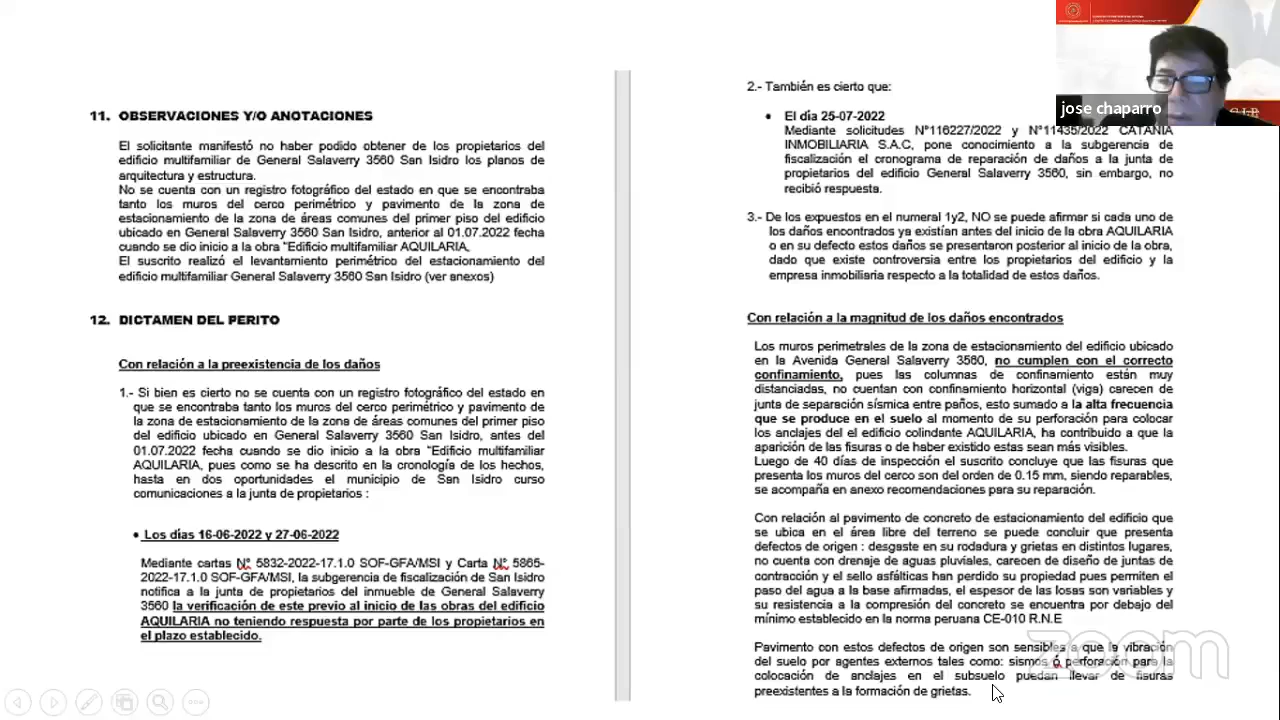 11. OBSERVACIONES Y/O ANOTACIONES
El solicitante manifestó no haber podido obtener de los propietarios del
edificio multifamiliar de General Salaverry 3560 San Isidro los planos de
arquitectura y estructura.
No se cuenta con un registro fotográfico del estado en que se encontraba
tanto los muros del cerco perimétrico y pavimento de la zona de
estacionamiento de la zona de áreas comunes del primer piso del edificio
ubicado en General Salaverry 3560 San Isidro, anterior al 01.07.2022 fecha
cuando se dio inicio a la obra "Edificio multifamiliar AQUILARIA,
El suscrito realizó el levantamiento perimétrico del estacionamiento del
edificio multifamiliar General Salaverry 3560 San Isidro (ver anexos)
12. DICTAMEN DEL PERITO
Con relación a la preexistencia de los daños
1.- Si bien es cierto no se cuenta con un registro fotográfico del estado en
que se encontraba tanto los muros del cerco perimétrico y pavimento de
la zona de estacionamiento de la zona de áreas comunes del primer piso
del edificio ubicado en General Salaverry 3560 San Isidro, antes del
01.07.2022 fecha cuando se dio inicio a la obra "Edificio multifamiliar
AQUILARIA, pues como se ha descrito en la cronología de los hechos,
hasta en dos oportunidades el municipio de San Isidro curso
comunicaciones a la junta de propietarios :
• Los días 16-06-2022 y 27-06-2022
Mediante cartas N° 5832-2022-17.1.0 SOF-GFA/MSI y Carta N° 5865-
2022-17.1.0 SOF-GFA/MSI, la subgerencia de fiscalización de San Isidro
notifica a la junta de propietarios del inmueble de General Salaverry
3560 la verificación de este previo al inicio de las obras del edificio
AQUILARIA no teniendo respuesta por parte de los propietarios en
el plazo establecido.
2.- También es cierto que:
• El día 25-07-2022
Mediante solicitudes N°116227/2022 y N°11435/2022 CATANIA
INMOBILIARIA S.A.C, pone conocimiento a la subgerencia de
fiscalización el cronograma de reparación de daños a la junta de
propietarios del edificio General Salaverry 3560, sin embargo, no
recibió respuesta.
3.- De los expuestos en el numeral 1y2, NO se puede afirmar si cada uno de
los daños encontrados ya existían antes del inicio de la obra AQUILARIA
o en su defecto estos daños se presentaron posterior al inicio de la obra,
dado que existe controversia entre los propietarios del edificio y la
empresa inmobiliaria respecto a la totalidad de estos daños.
Con relación a la magnitud de los daños encontrados
Los muros perimetrales de la zona de estacionamiento del edificio ubicado
en la Avenida General Salaverry 3560, no cumplen con el correcto
confinamiento, pues las columnas de confinamiento están muy
distanciadas, no cuentan con confinamiento horizontal (viga) carecen de
junta de separación sísmica entre paños, esto sumado a la alta frecuencia
que se produce en el suelo al momento de su perforación para colocar
los anclajes del el edificio colindante AQUILARIA, ha contribuido a que la
aparición de las fisuras o de haber existido estas sean más visibles.
Luego de 40 días de inspección el suscrito concluye que las fisuras que
presenta los muros del cerco son del orden de 0.15 mm, siendo reparables,
se acompaña en anexo recomendaciones para su reparación.
Con relación al pavimento de concreto de estacionamiento del edificio que
se ubica en el área libre del terreno se puede concluir que presenta
defectos de origen : desgaste en su rodadura y grietas en distintos lugares,
no cuenta con drenaje de aguas pluviales, carecen de diseño de juntas de
contracción y el sello asfálticas han perdido su propiedad pues permiten el
paso del agua a la base afirmadas, el espesor de las losas son variables y
su resistencia a la compresión del concreto se encuentra por debajo del
mínimo establecido en la norma peruana CE-010 R.N.E
Pavimento con estos defectos de origen son sensibles a que la vibración
del suelo por agentes externos tales como: sismos ó perforación para la
colocación de anclajes en el subsuelo puedan llevar de fisuras
preexistentes a la formación de grietas.
jose chaparro
C.I.P.
zoom